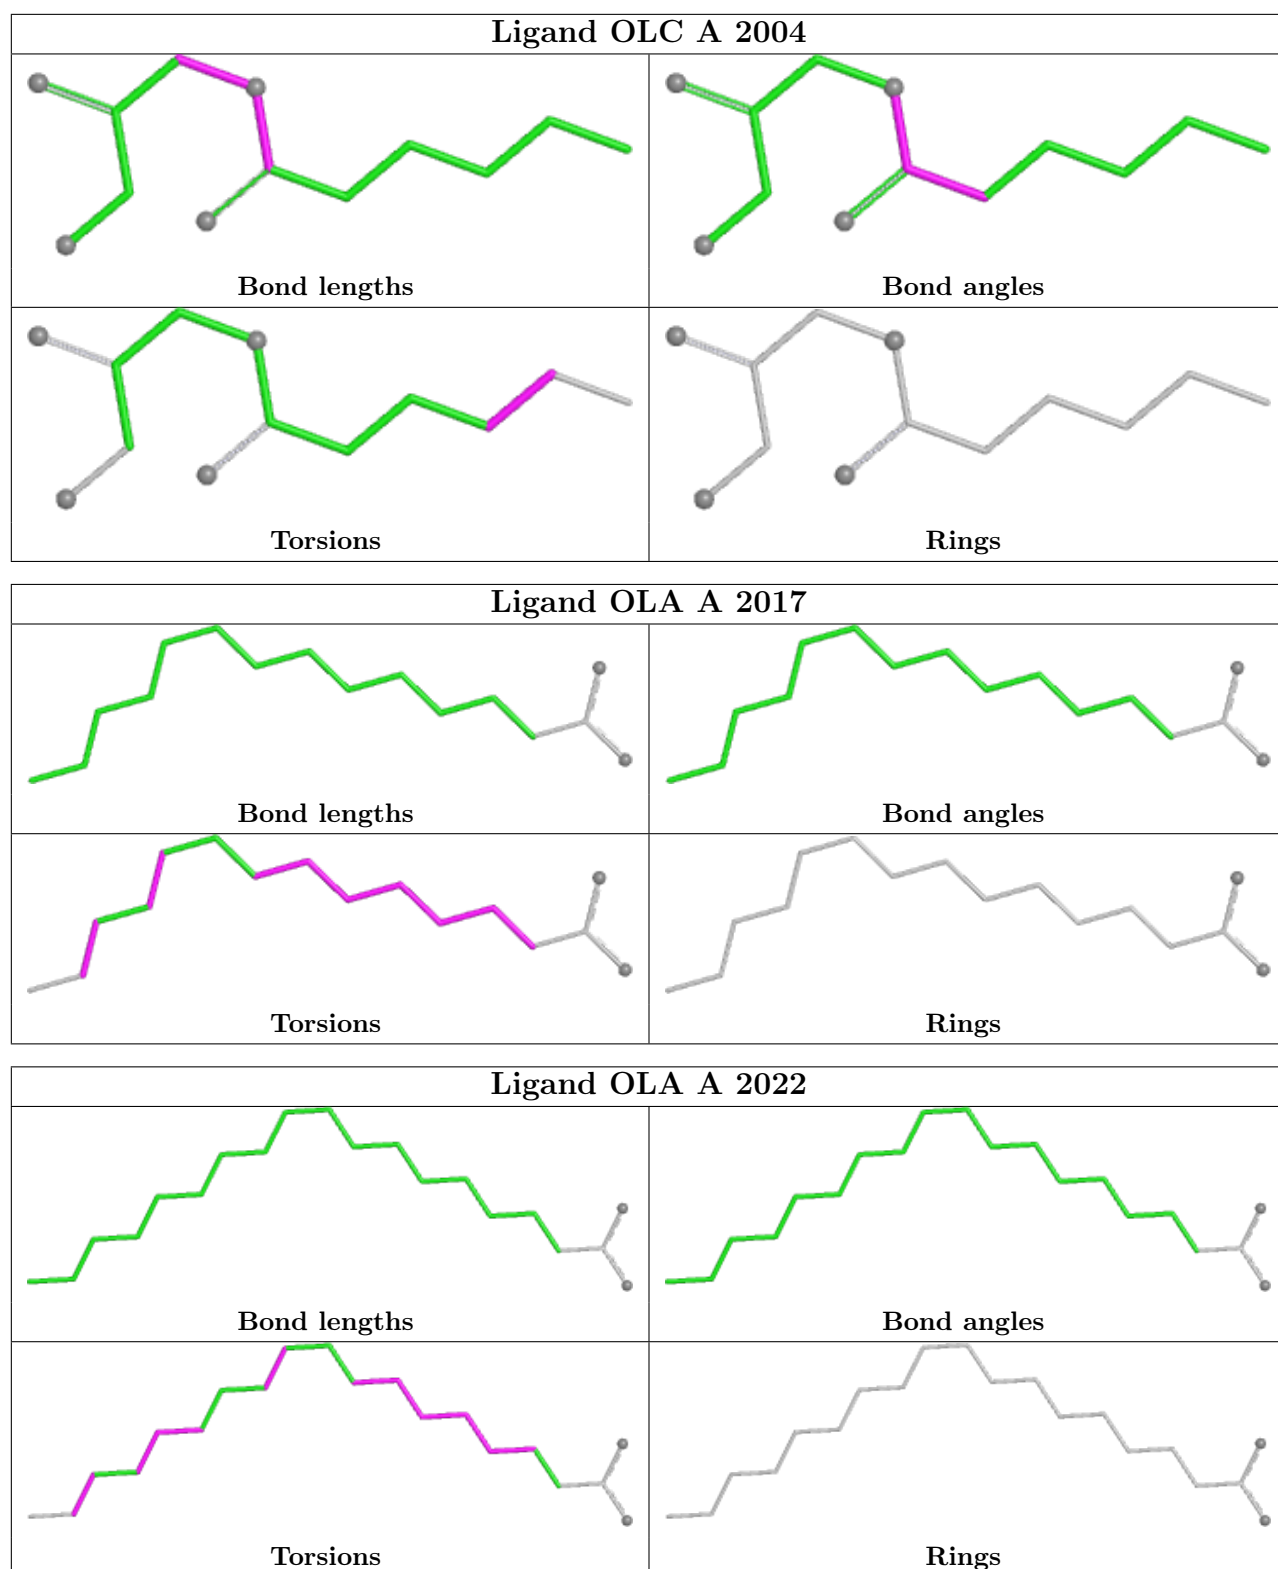 Ligand OLC A 2004
Bond lengths
Bond angles
Torsions
Rings
Ligand OLA A 2017
Bond lengths
Bond angles
Torsions
Rings
Ligand OLA A 2022
Bond lengths
Bond angles
Torsions
Rings